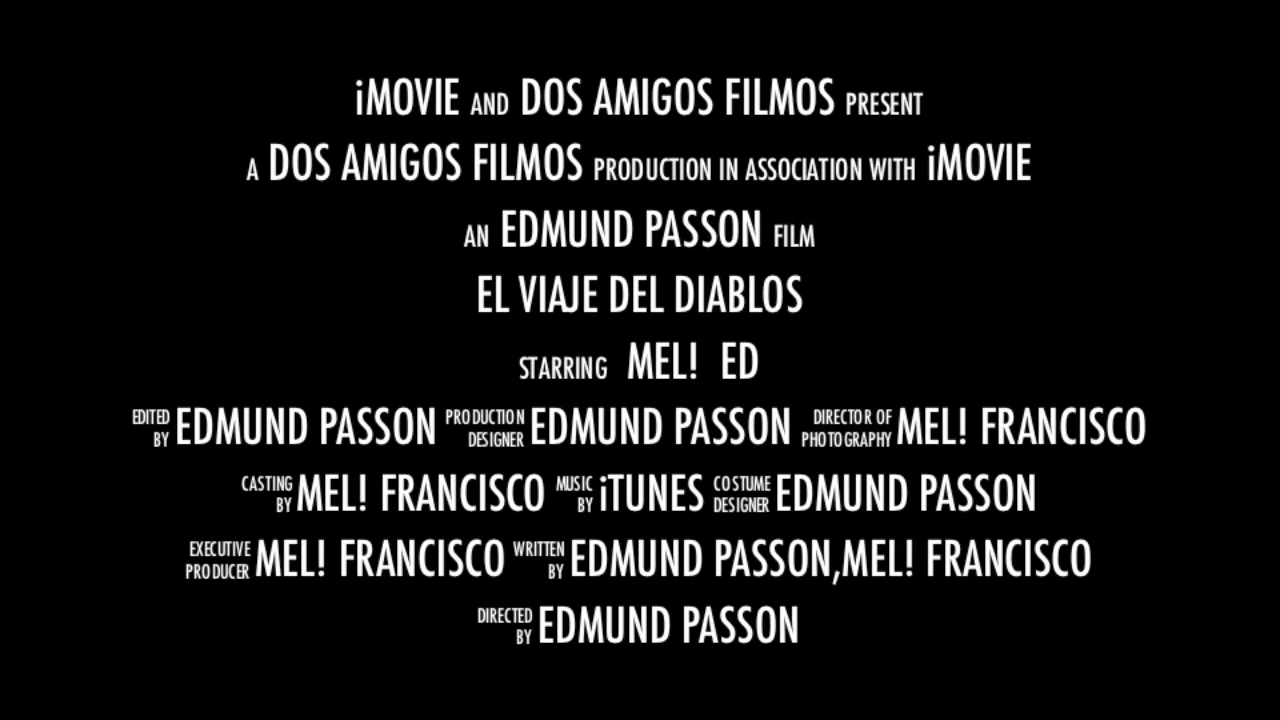 iMOVIE AND DOS AMIGOS FILMOS PRESENT
A DOS AMIGOS FILMOS PRODUCTION IN ASSOCIATION WITH iMOVIE
AN EDMUND PASSON FILM
EL VIAJE DEL DIABLOS
STARRING MEL! ED
EDITED BY EDMUND PASSON PRODUCTION DESIGNER EDMUND PASSON DIRECTOR OF PHOTOGRAPHY MEL! FRANCISCO
CASTING BY MEL! FRANCISCO MUSIC BY iTUNES COSTUME DESIGNER EDMUND PASSON
EXECUTIVE PRODUCER MEL! FRANCISCO WRITTEN BY EDMUND PASSON,MEL! FRANCISCO
DIRECTED BY EDMUND PASSON